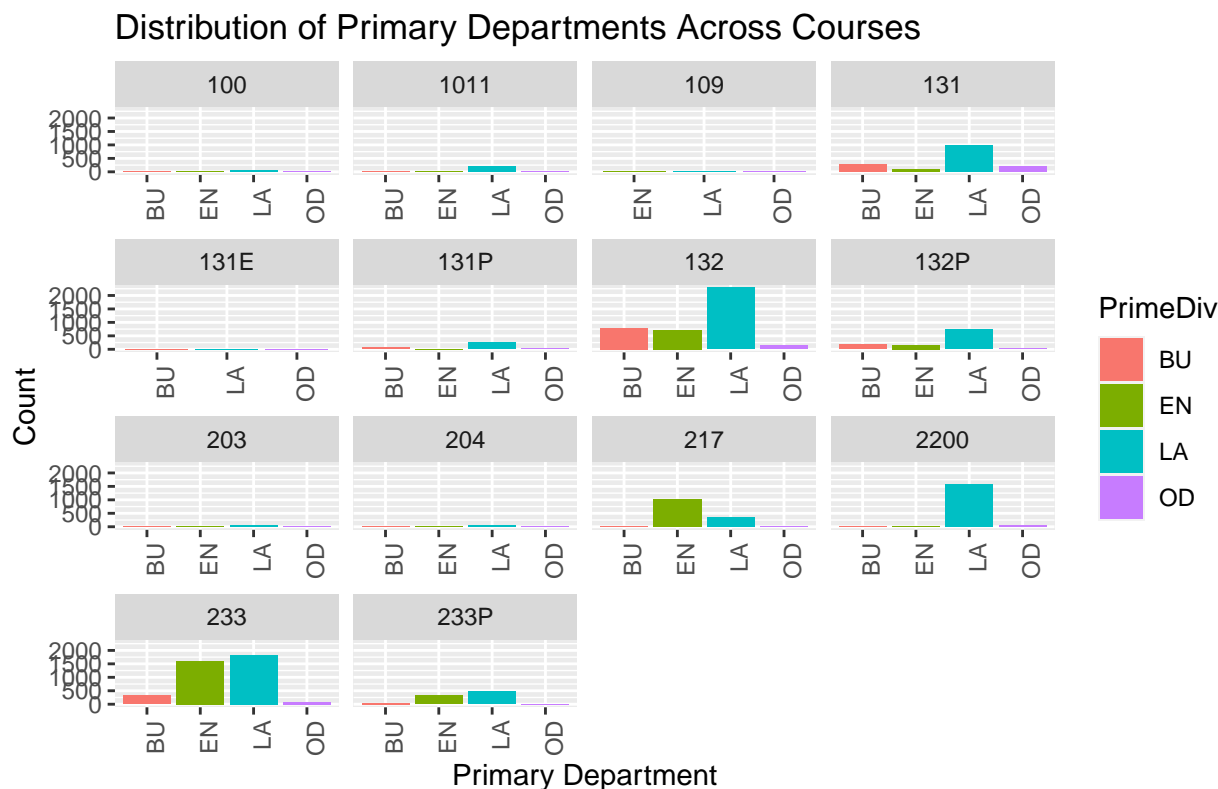 Distribution of Primary Departments Across Courses
100 1011 109 131
2000
1500
1000
500
0
BU EN LA OD BU EN LA OD EN LA OD BU EN LA OD
131E 131P 132 132P
2000
1500
1000
500
0
BU LA OD BU EN LA OD BU EN LA OD BU EN LA OD
203 204 217 2200
2000
1500
1000
500
0
BU EN LA OD BU EN LA OD BU EN LA OD BU EN LA OD
233 233P
2000
1500
1000
500
0
BU EN LA OD BU EN LA OD
Count
Primary Department
PrimeDiv
BU
EN
LA
OD